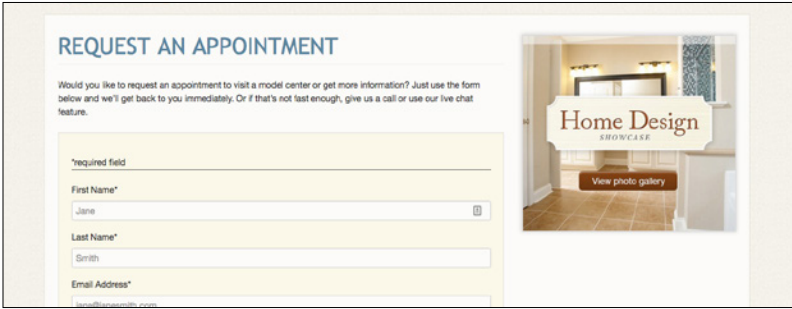 REQUEST AN APPOINTMENT
Would you like to request an appointment to visit a model center or get more information? Just use the form
below and we'll get back to you immediately. Or if that's not fast enough, give us a call or use our live chat
feature.
*required field
First Name*
Jane
Last Name*
Smith
Email Address*
jane@janesmith.com
Home Design
SHOWCASE
View photo gallery